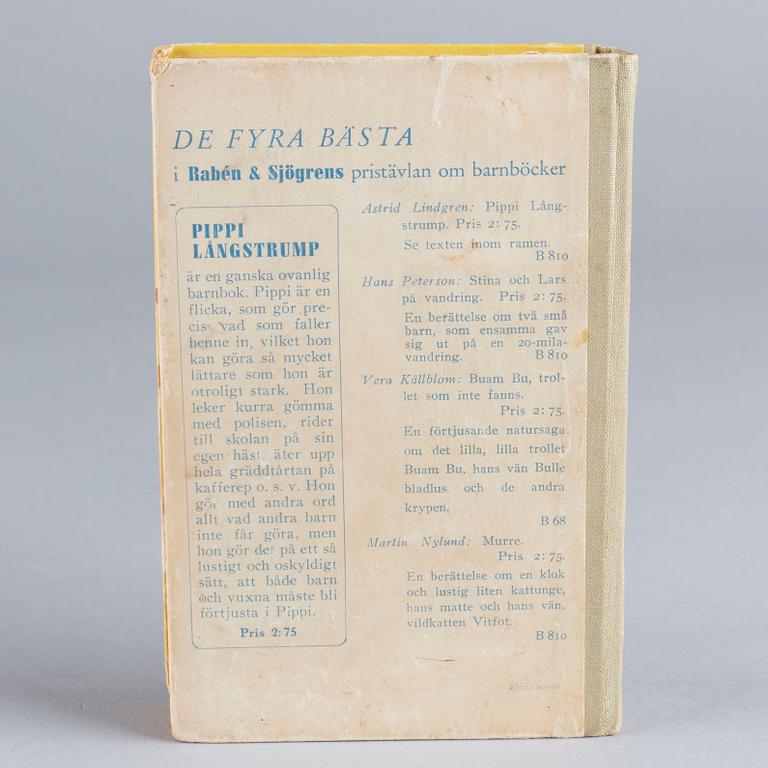 DE FYRA BÄSTA
i Rabén & Sjögrens pristävlan om barnböcker
PIPPI
LÅNGSTRUMP
är en ganska ovanlig
barnbok. Pippi är en
flicka, som gör pre-
cis vad som faller
henne in, vilket hon
kan göra så mycket
lättare som hon är
otroligt stark. Hon
leker kurra gömma
med polisen, rider
till skolan på sin
egen häst, äter upp
hela gräddtårtan på
kafferep o. s. v. Hon
gör med andra ord
allt vad andra barn
inte får göra, men
hon gör det på ett så
lustigt och oskyldigt
sätt, att både barn
och vuxna måste bli
förtjusta i Pippi.
Pris 2:75
Astrid Lindgren: Pippi Lång-
strump. Pris 2:75.
Se texten inom ramen.
B 810
Hans Peterson: Stina och Lars
på vandring. Pris 2:75.
En berättelse om två små
barn, som ensamma gav
sig ut på en 20-mila-
vandring. B 810
Vera Källblom: Buam Bu, trol-
let som inte fanns.
Pris 2:75.
En förtjusande natursaga
om det lilla, lilla trollet
Buam Bu, hans vän Bulle
bladlus och de andra
krypen.
B 68
Martin Nylund: Murre.
Pris 2:75.
En berättelse om en klok
och lustig liten kattunge,
hans matte och hans vän,
vildkatten Vitfot.
B 810